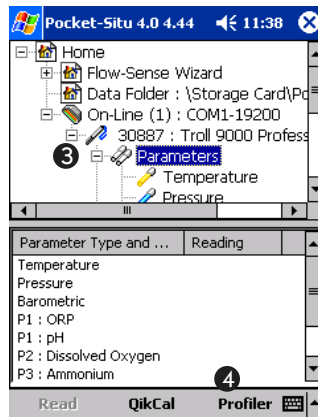 Pocket-Situ 4.0 4.44 11:38
Home
Flow-Sense Wizard
Data Folder : \Storage Card\Po
On-Line (1) : COM1-19200
30887 : Troll 9000 Profess
3 Parameters
Temperature
Pressure
Parameter Type and ... Reading
Temperature
Pressure
Barometric
P1 : ORP
P1 : pH
P2 : Dissolved Oxygen
P3 : Ammonium
4
Read QikCal Profiler